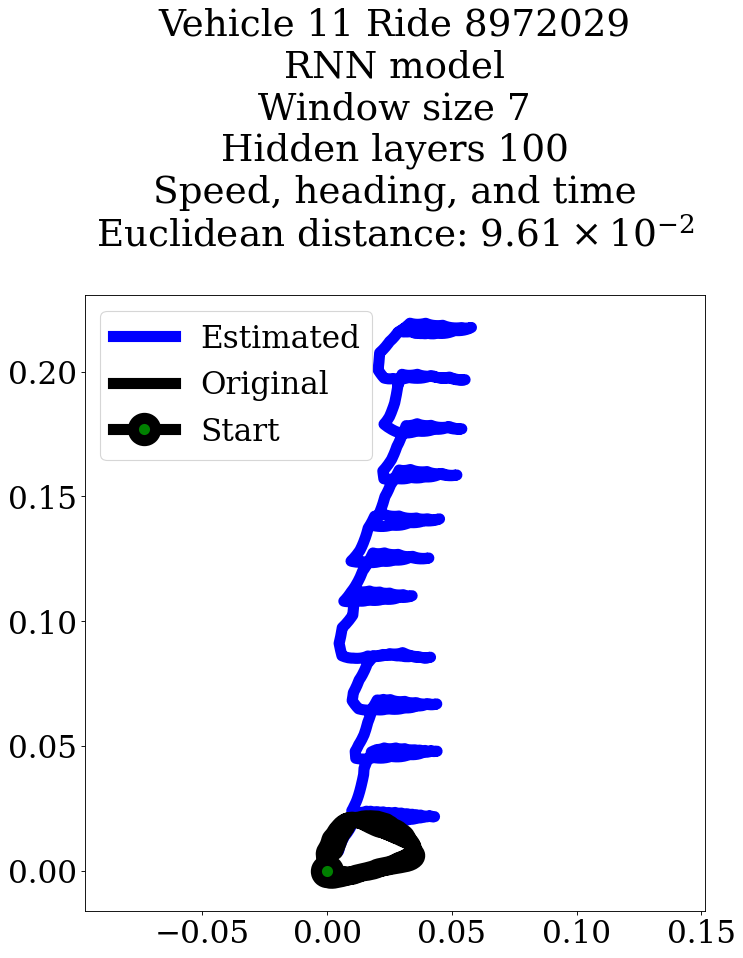 Vehicle 11 Ride 8972029
RNN model
Window size 7
Hidden layers 100
Speed, heading, and time
Euclidean distance: 9.61 × 10⁻²
Estimated
Original
Start
0.20
0.15
0.10
0.05
0.00
−0.05 0.00 0.05 0.10 0.15